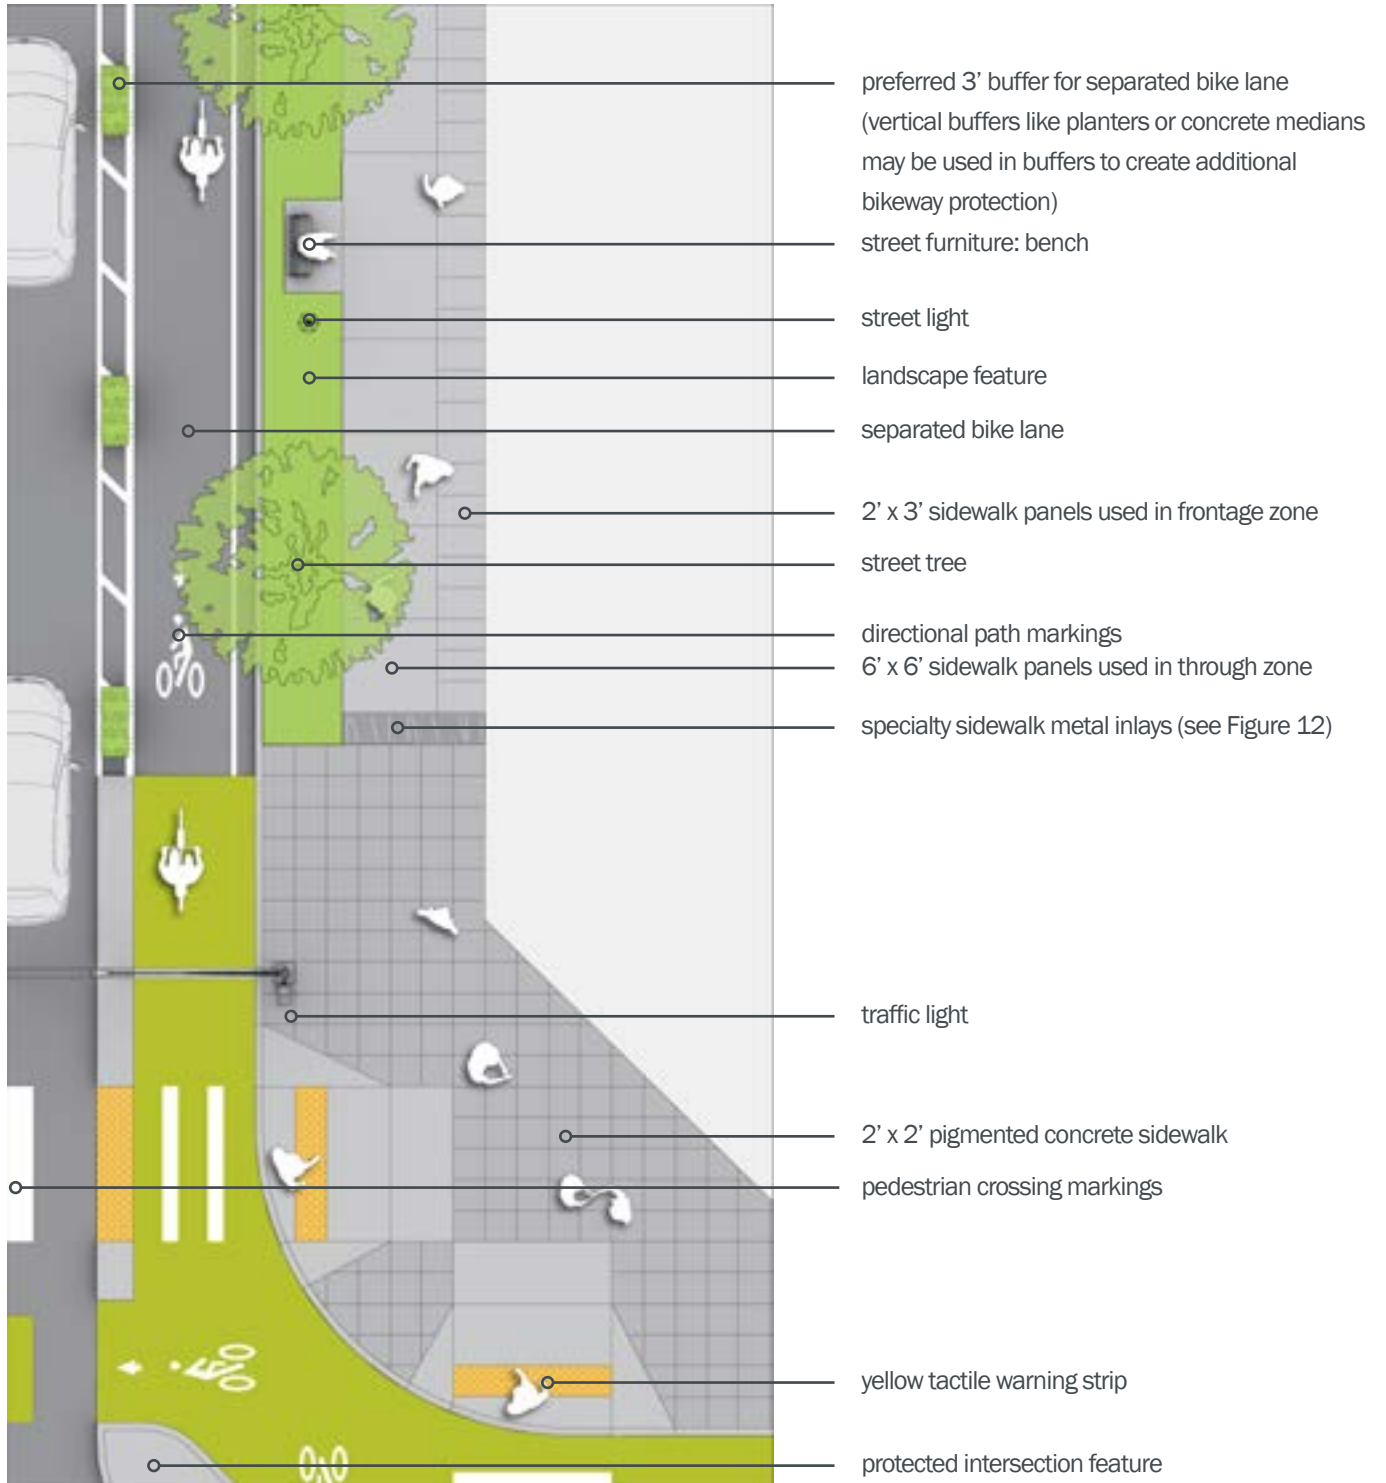 preferred 3’ buffer for separated bike lane
(vertical buffers like planters or concrete medians
may be used in buffers to create additional
bikeway protection)
street furniture: bench
street light
landscape feature
separated bike lane
2’ x 3’ sidewalk panels used in frontage zone
street tree
directional path markings
6’ x 6’ sidewalk panels used in through zone
specialty sidewalk metal inlays (see Figure 12)
traffic light
2’ x 2’ pigmented concrete sidewalk
pedestrian crossing markings
yellow tactile warning strip
protected intersection feature